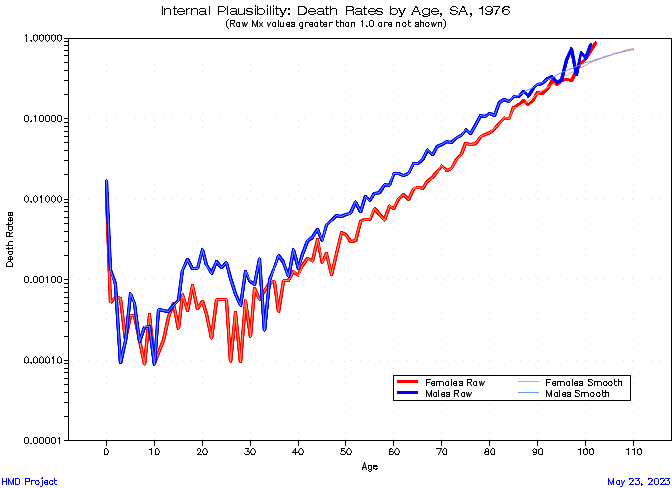 Internal Plausibility: Death Rates by Age, SA, 1976
(Raw Mx values greater than 1.0 are not shown)
1.00000
0.10000
0.01000
0.00100
0.00010
0.00001
Death Rates
0 10 20 30 40 50 60 70 80 90 100 110
Age
Females Raw Females Smooth
Males Raw Males Smooth
HMD Project May 23, 2023